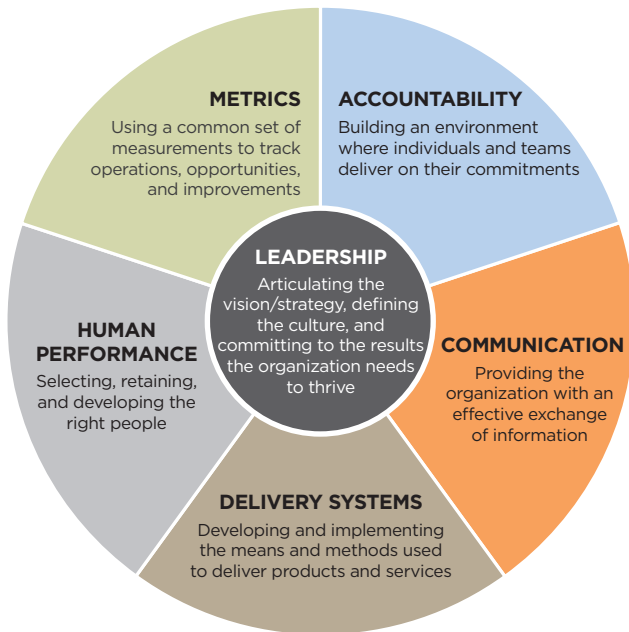 METRICS
Using a common set of
measurements to track
operations, opportunities,
and improvements
ACCOUNTABILITY
Building an environment
where individuals and teams
deliver on their commitments
LEADERSHIP
Articulating the
vision/strategy, defining
the culture, and
committing to the results
the organization needs
to thrive
HUMAN
PERFORMANCE
Selecting, retaining,
and developing the
right people
COMMUNICATION
Providing the
organization with an
effective exchange
of information
DELIVERY SYSTEMS
Developing and implementing
the means and methods used
to deliver products and services